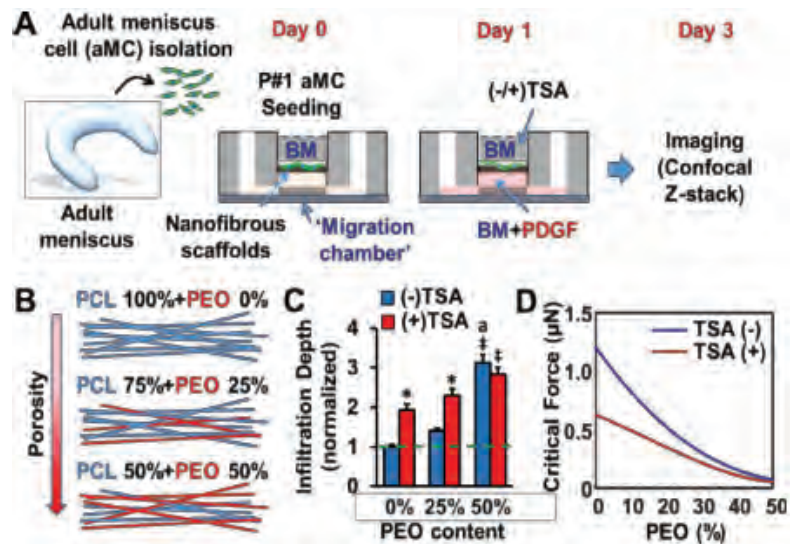 A
Adult meniscus
cell (aMC) isolation
Day 0
Day 1
Day 3
P#1 aMC
Seeding
(-/+)TSA
BM
BM
Imaging
(Confocal
Z-stack)
Adult
meniscus
Nanofibrous
scaffolds
'Migration
chamber'
BM+PDGF
B
PCL 100%+PEO 0%
PCL 75%+PEO 25%
PCL 50%+PEO 50%
Porosity
C
(-)TSA
(+)TSA
Infiltration Depth
(normalized)
4
3
2
1
0
*
*
a
‡
‡
0% 25% 50%
PEO content
D
Critical Force (µN)
1.5
1.0
0.5
0
TSA (-)
TSA (+)
0 10 20 30 40 50
PEO (%)